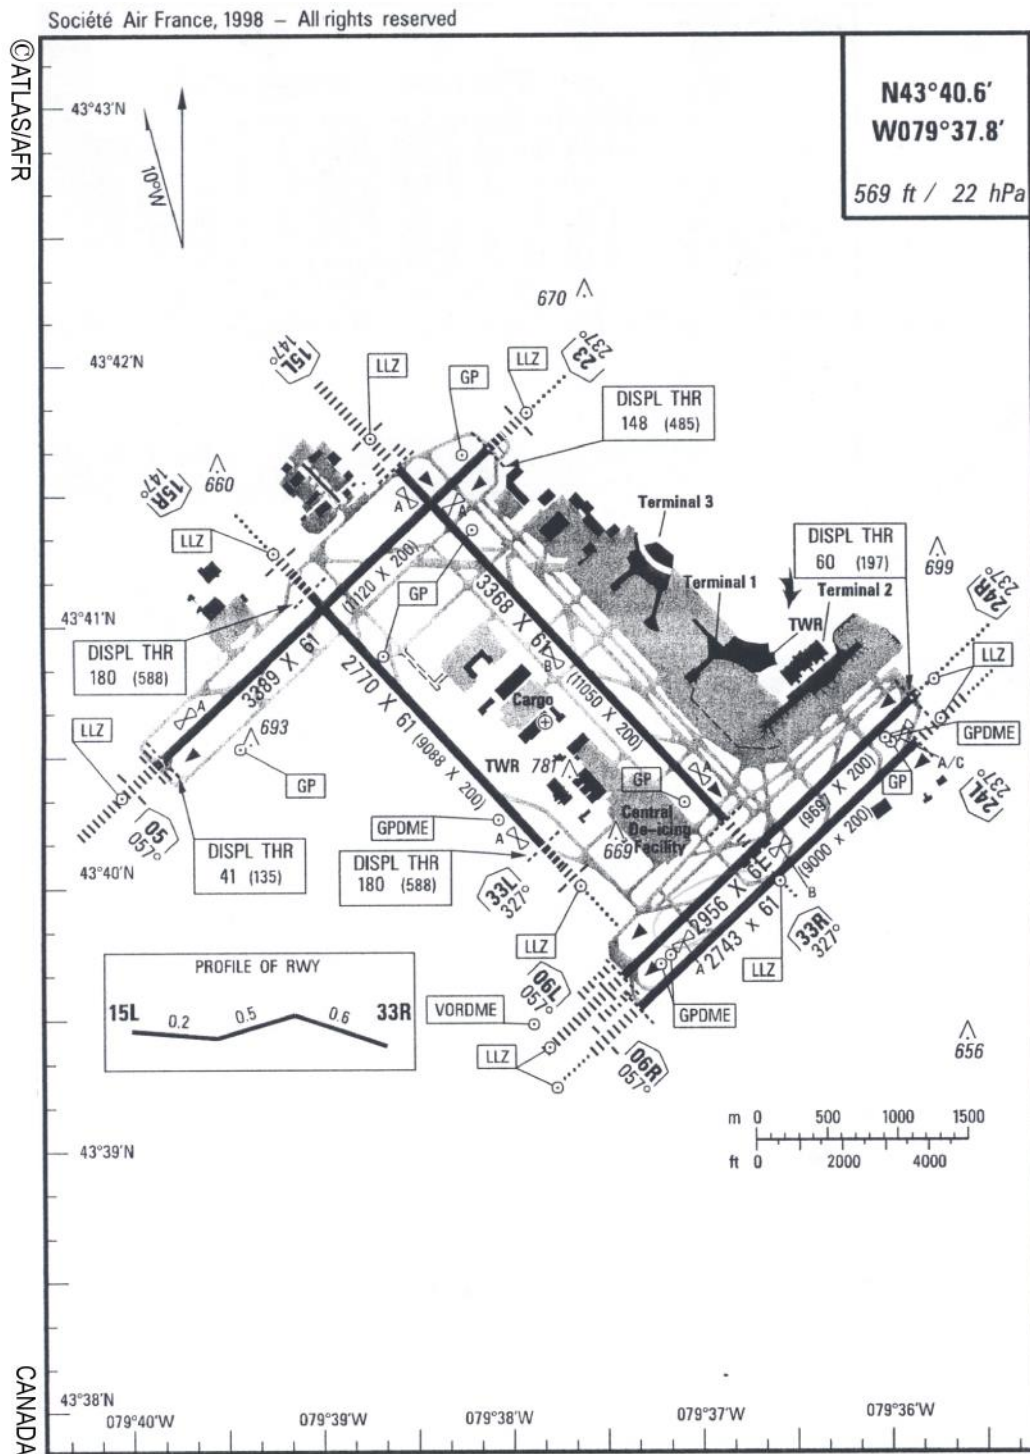 Société Air France, 1998 – All rights reserved
©ATLAS/AFR
N43°40.6'
W079°37.8'
569 ft / 22 hPa
43°43'N
10°W
670
43°42'N
15L
147°
LLZ
GP
LLZ
23
237°
DISPL THR
148 (485)
15R
147°
660
LLZ
A
A
Terminal 3
DISPL THR
60 (197)
699
24R
237°
(11120 X 200)
GP
3368 X 61
Terminal 1
Terminal 2
TWR
43°41'N
LLZ
DISPL THR
180 (588)
3389 X 61
2770 X 61
(9088 X 200)
B
(11050 X 200)
Cargo
A
LLZ
693
GP
TWR 781
GP
A
GPDME
GP
A/C
24L
237°
05
057°
GPDME
A
Central
De-icing
Facility
669
(9697 X 200)
(9000 X 200)
43°40'N
DISPL THR
41 (135)
DISPL THR
180 (588)
33L
327°
2956 X 61
2743 X 61
B
33R
327°
LLZ
A
LLZ
PROFILE OF RWY
15L
0.2
0.5
0.6
33R
06L
057°
VORDME
GPDME
LLZ
06R
057°
656
m 0 500 1000 1500
ft 0 2000 4000
43°39'N
43°38'N
079°40'W
079°39'W
079°38'W
079°37'W
079°36'W
CANADA